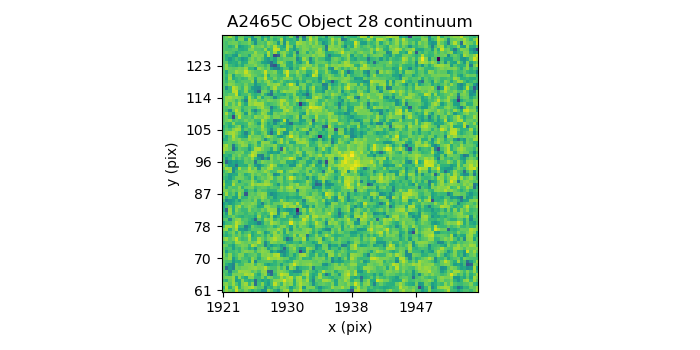 A2465C Object 28 continuum
123
114
105
96
87
78
70
61
y (pix)
1921 1930 1938 1947
x (pix)